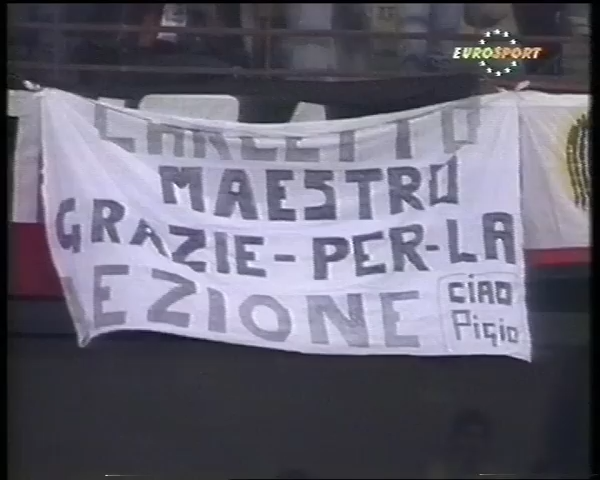 EUROSPORT
CARLETTO
MAESTRO
GRAZIE-PER-LA
LEZIONE
CIAO
Pigio